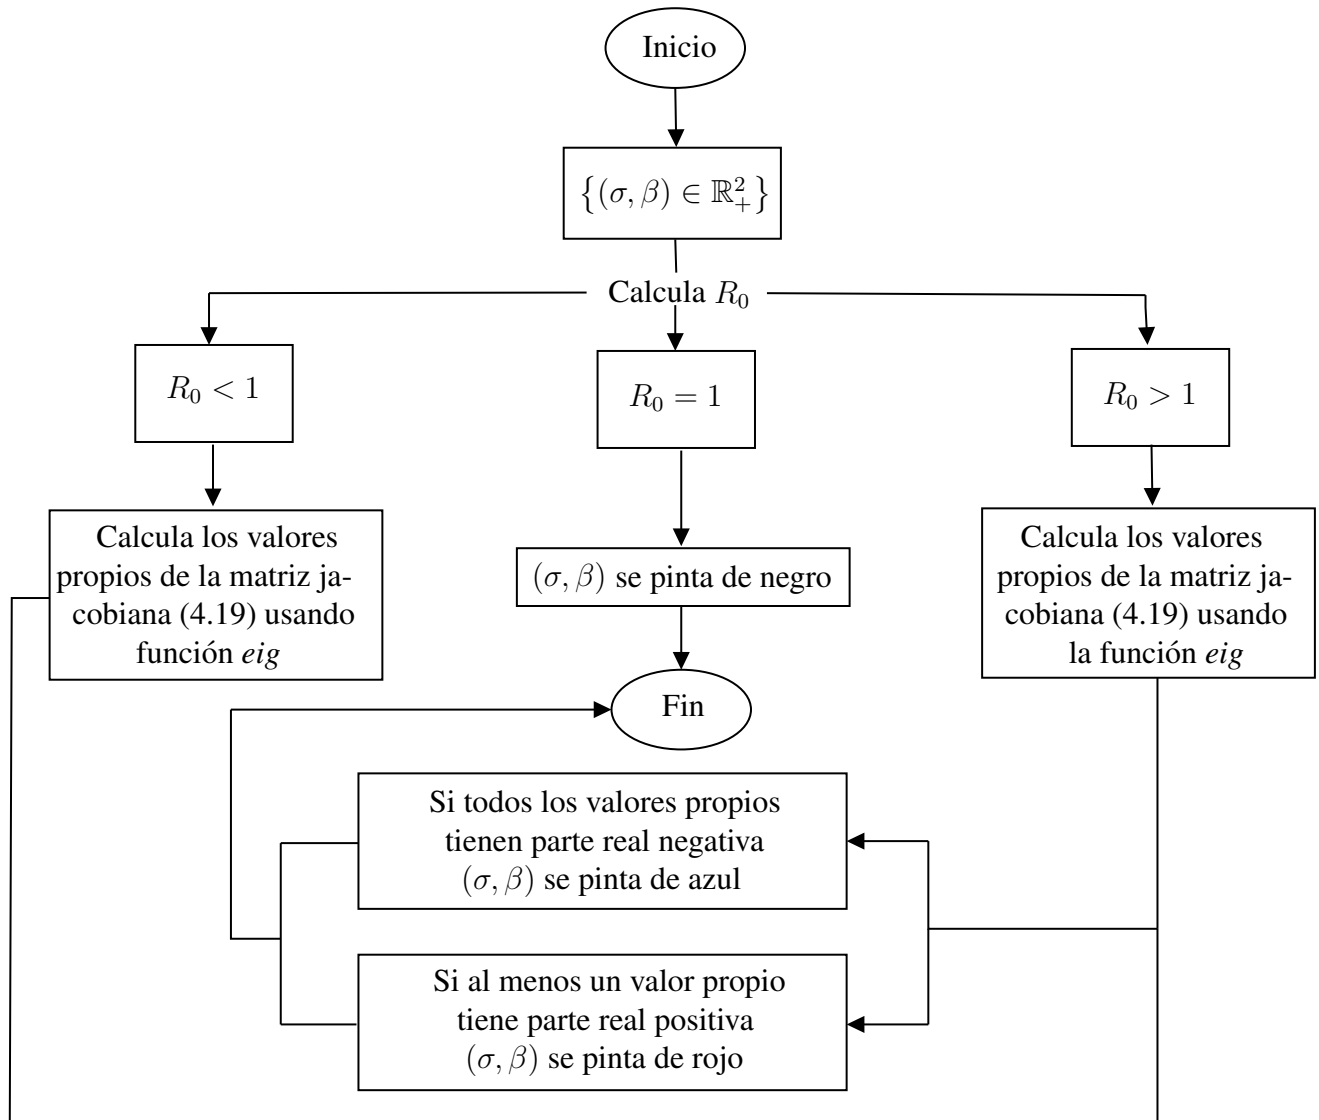 Inicio
{(σ, β) ∈ ℝ²₊}
Calcula R₀
R₀ < 1
R₀ = 1
R₀ > 1
Calcula los valores
propios de la matriz ja-
cobiana (4.19) usando
función eig
(σ, β) se pinta de negro
Calcula los valores
propios de la matriz ja-
cobiana (4.19) usando
la función eig
Fin
Si todos los valores propios
tienen parte real negativa
(σ, β) se pinta de azul
Si al menos un valor propio
tiene parte real positiva
(σ, β) se pinta de rojo